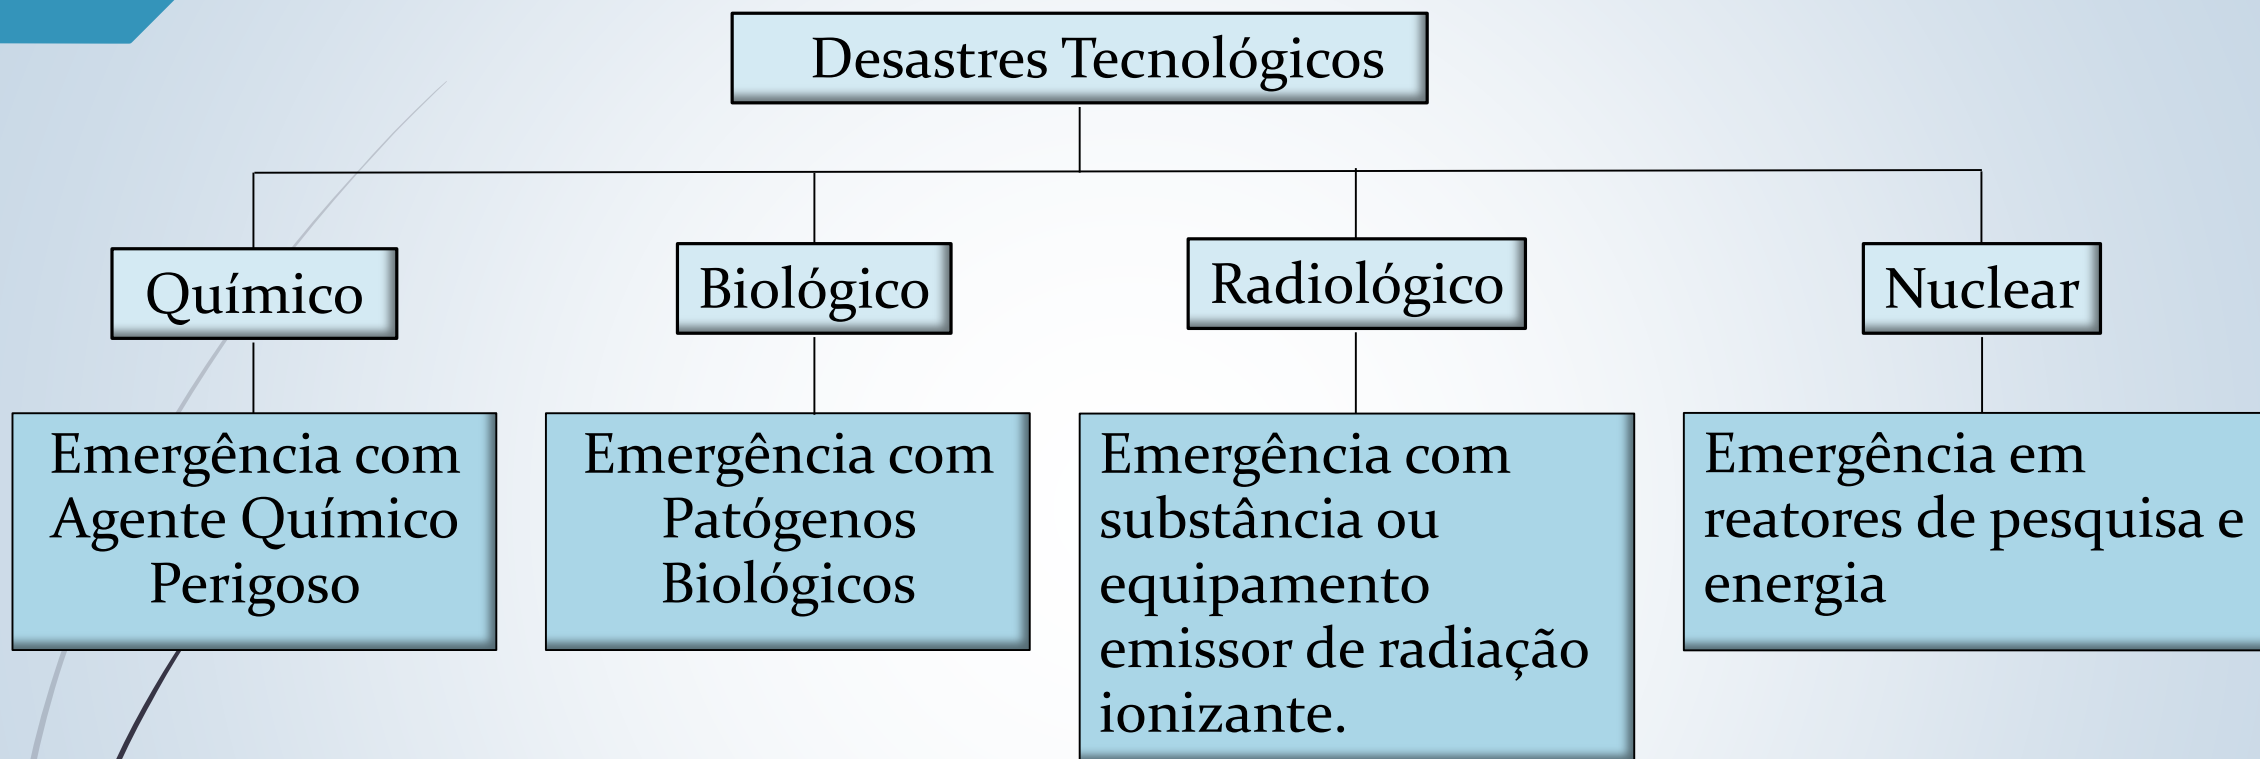 Desastres Tecnológicos
Químico
Biológico
Radiológico
Nuclear
Emergência com
Agente Químico
Perigoso
Emergência com
Patógenos
Biológicos
Emergência com
substância ou
equipamento
emissor de radiação
ionizante.
Emergência em
reatores de pesquisa e
energia